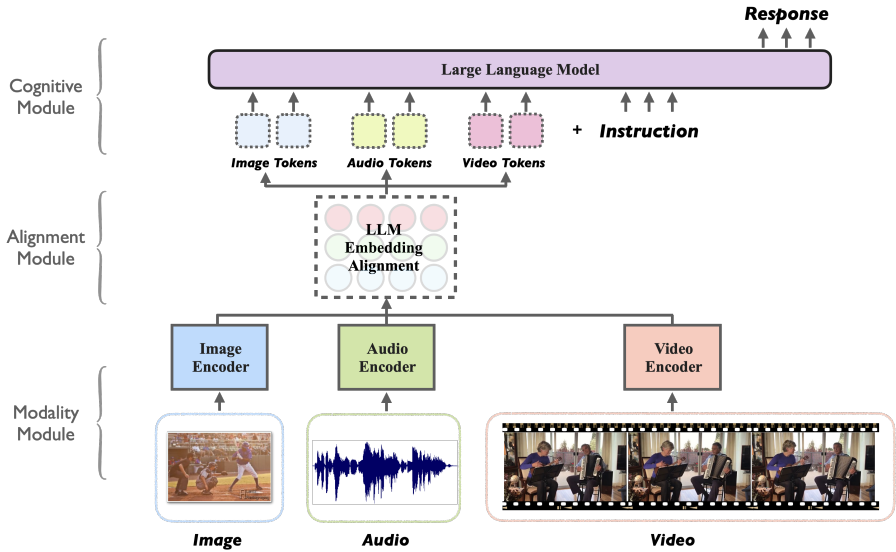 Response
Cognitive
Module
Large Language Model
+ Instruction
Image Tokens
Audio Tokens
Video Tokens
Alignment
Module
LLM
Embedding
Alignment
Modality
Module
Image
Encoder
Audio
Encoder
Video
Encoder
Image
Audio
Video